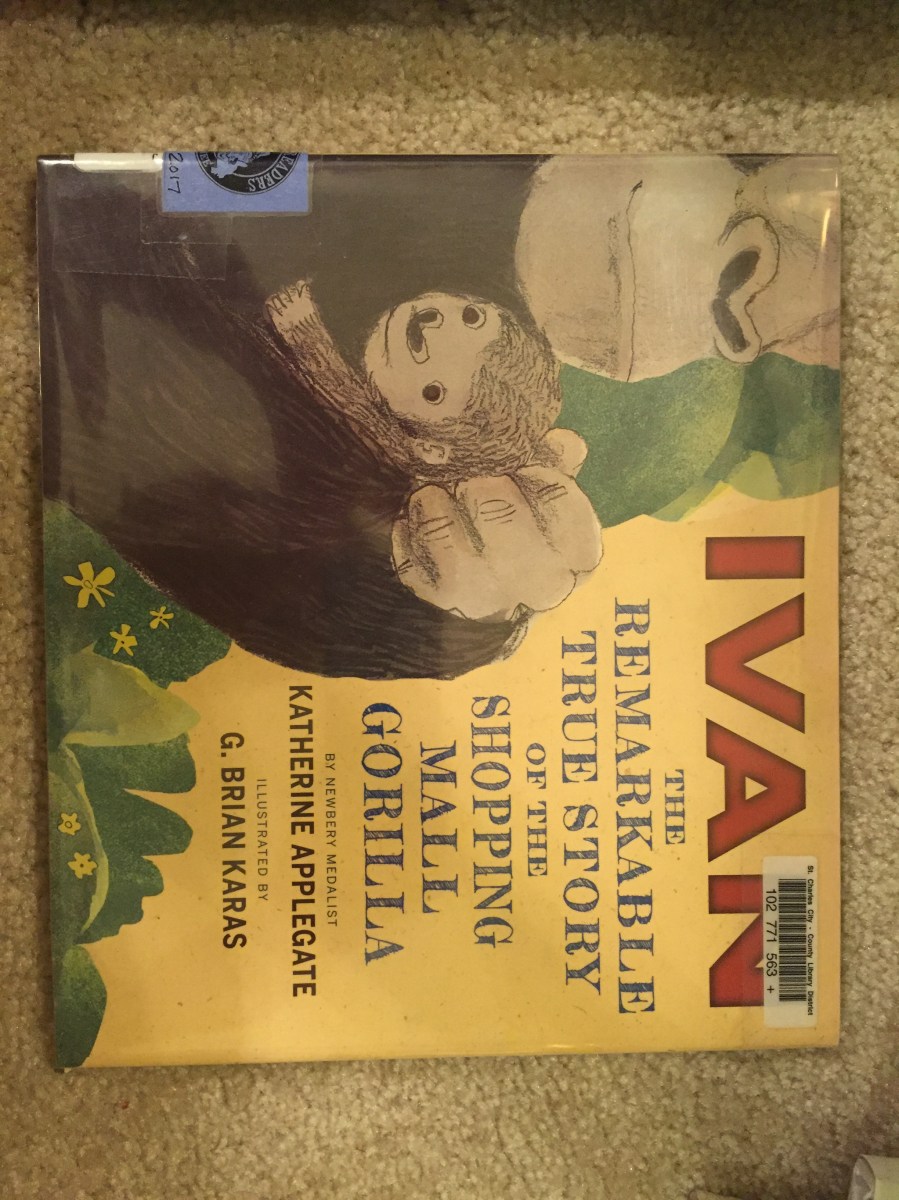 IVAN
THE
REMARKABLE
TRUE STORY
OF THE
SHOPPING
MALL
GORILLA
BY NEWBERY MEDALIST
KATHERINE APPLEGATE
ILLUSTRATED BY
G. BRIAN KARAS
St. Charles City - County Library District
102 771 563 +
EADERS
2017